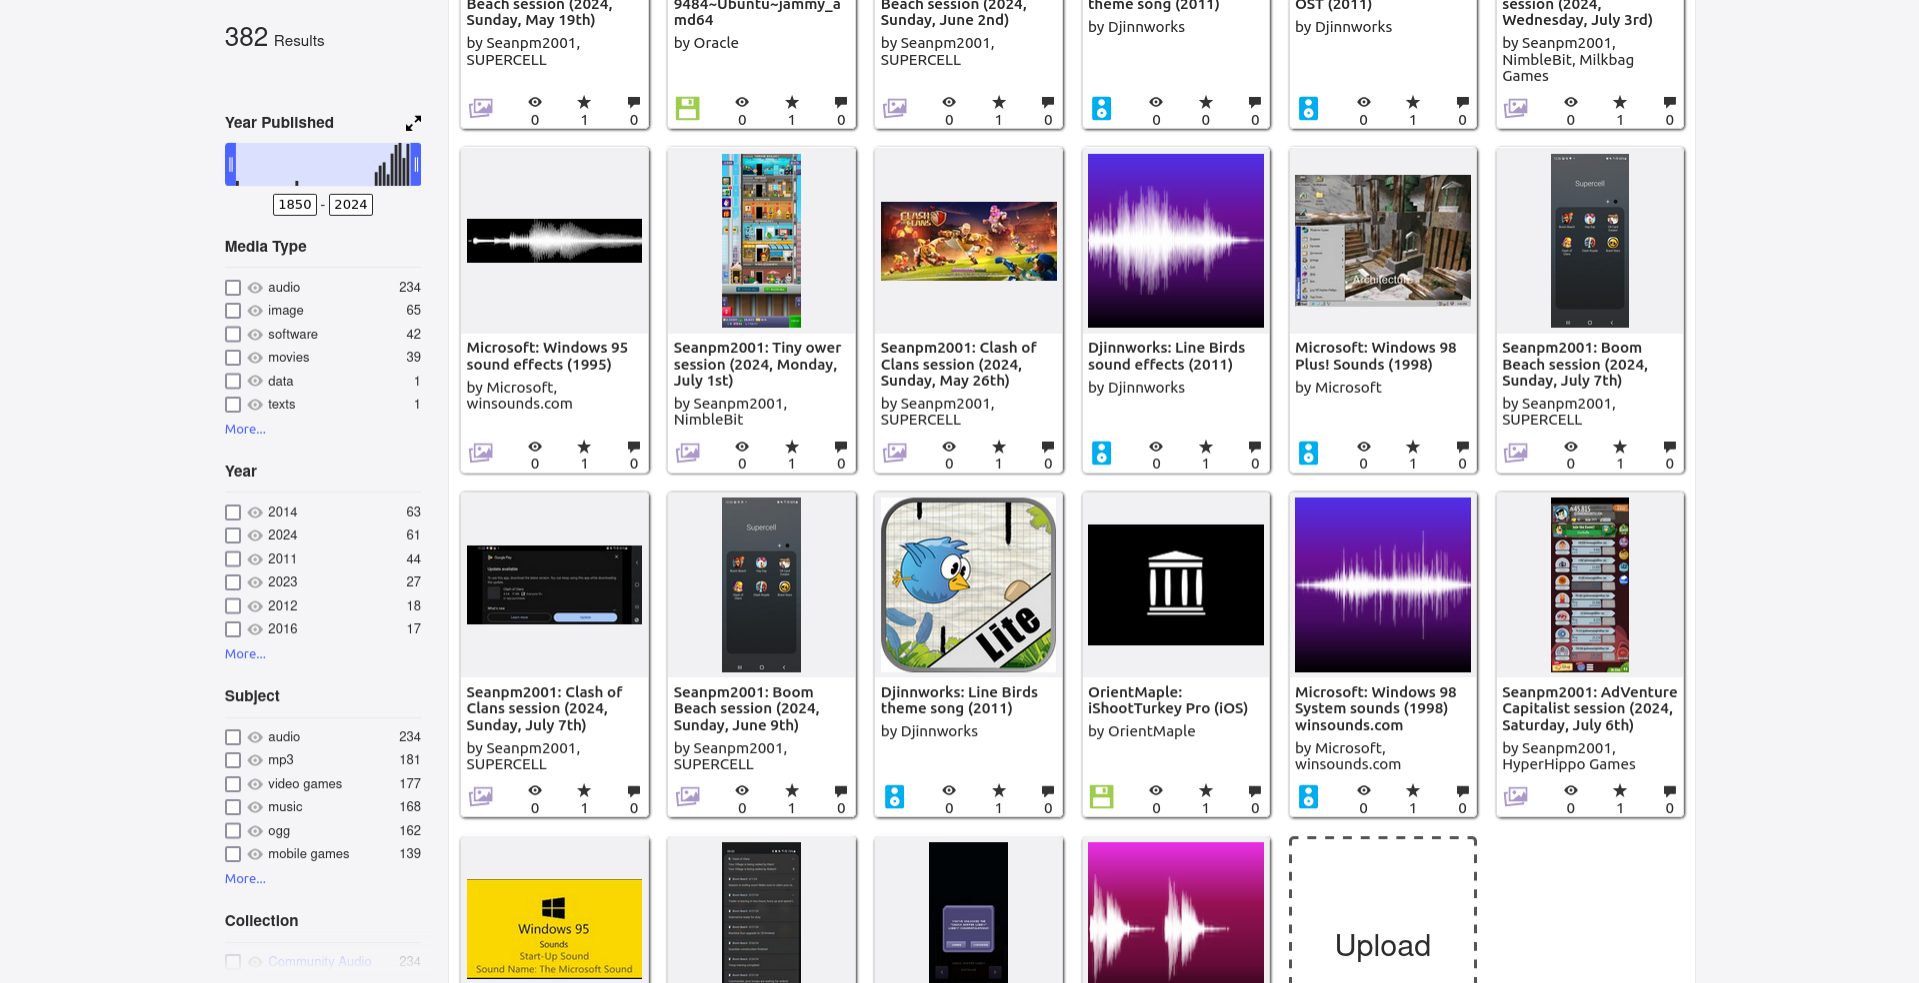 382 Results
Year Published
1850 - 2024
Media Type
audio 234
image 65
software 42
movies 39
data 1
texts 1
More...
Year
2014 63
2024 61
2011 44
2023 27
2012 18
2016 17
More...
Subject
audio 234
mp3 181
video games 177
music 168
ogg 162
mobile games 139
More...
Collection
Community Audio 234
Beach session (2024,
Sunday, May 19th)
by Seanpm2001,
SUPERCELL
0 1 0
9484~Ubuntu~jammy_a
md64
by Oracle
0 1 0
Beach session (2024,
Sunday, June 2nd)
by Seanpm2001,
SUPERCELL
0 1 0
theme song (2011)
by Djinnworks
0 0 0
OST (2011)
by Djinnworks
0 1 0
session (2024,
Wednesday, July 3rd)
by Seanpm2001,
NimbleBit, Milkbag
Games
0 1 0
Microsoft: Windows 95
sound effects (1995)
by Microsoft,
winsounds.com
0 1 0
Seanpm2001: Tiny ower
session (2024, Monday,
July 1st)
by Seanpm2001,
NimbleBit
0 1 0
CLASH OF
CLANS
Seanpm2001: Clash of
Clans session (2024,
Sunday, May 26th)
by Seanpm2001,
SUPERCELL
0 1 0
Djinnworks: Line Birds
sound effects (2011)
by Djinnworks
0 1 0
Architecture
Microsoft: Windows 98
Plus! Sounds (1998)
by Microsoft
0 1 0
Supercell
Seanpm2001: Boom
Beach session (2024,
Sunday, July 7th)
by Seanpm2001,
SUPERCELL
0 1 0
Google Play
Update available
Seanpm2001: Clash of
Clans session (2024,
Sunday, July 7th)
by Seanpm2001,
SUPERCELL
0 1 0
Supercell
Seanpm2001: Boom
Beach session (2024,
Sunday, June 9th)
by Seanpm2001,
SUPERCELL
0 1 0
Lite
Djinnworks: Line Birds
theme song (2011)
by Djinnworks
0 1 0
OrientMaple:
iShootTurkey Pro (iOS)
by OrientMaple
0 1 0
Microsoft: Windows 98
System sounds (1998)
winsounds.com
by Microsoft,
winsounds.com
0 1 0
Seanpm2001: AdVenture
Capitalist session (2024,
Saturday, July 6th)
by Seanpm2001,
HyperHippo Games
0 1 0
Windows 95
Sounds
Start-Up Sound
Sound Name: The Microsoft Sound
Upload